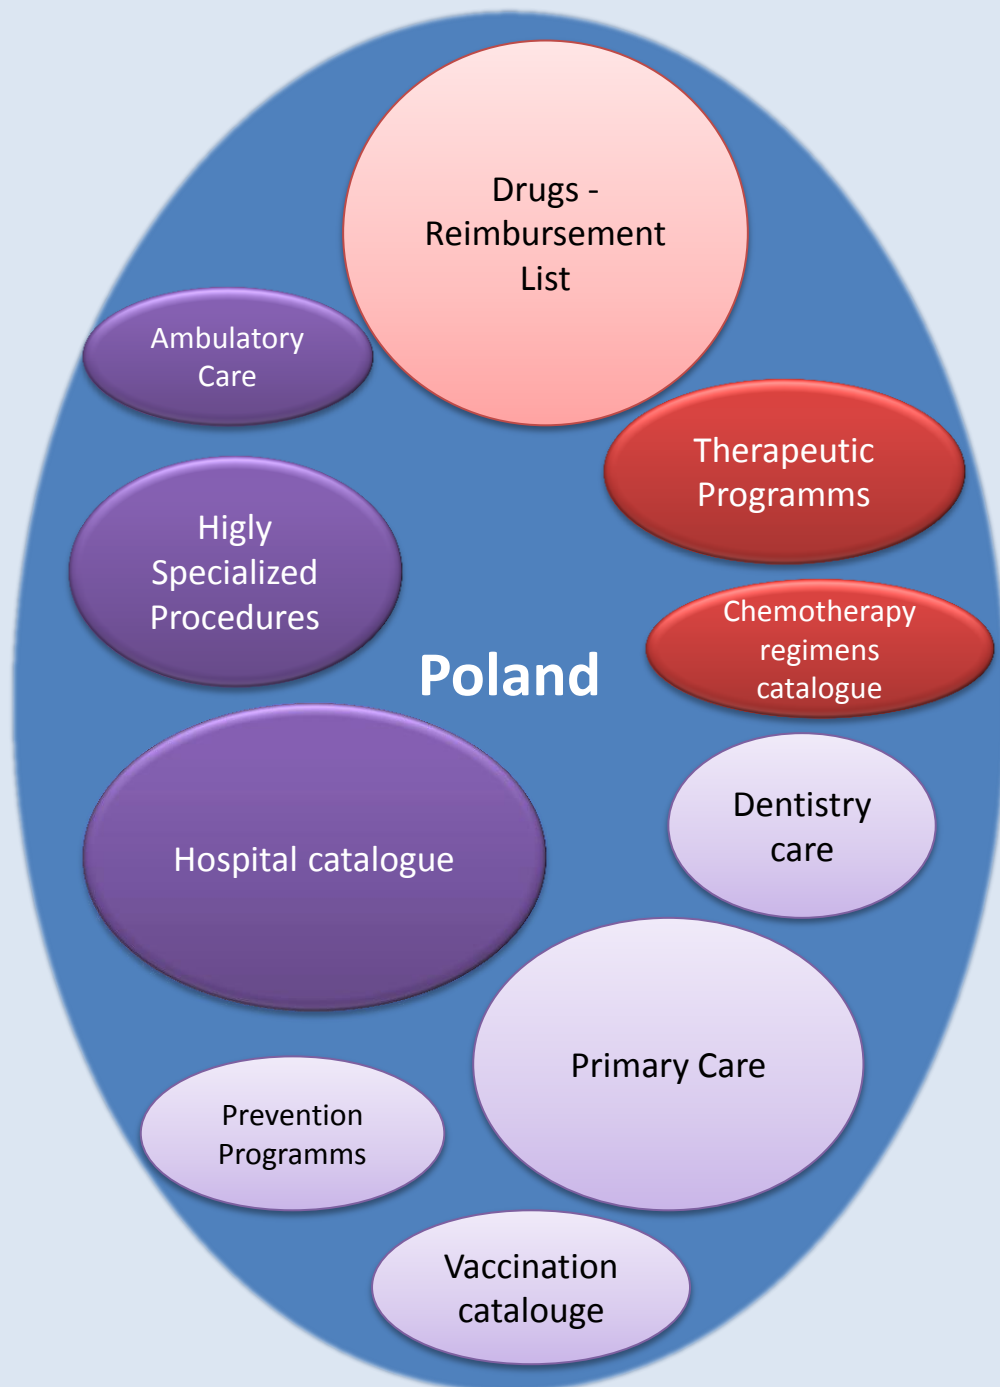 Drugs -
Reimbursement
List
Ambulatory
Care
Therapeutic
Programms
Higly
Specialized
Procedures
Chemotherapy
regimens
catalogue
Poland
Dentistry
care
Hospital catalogue
Primary Care
Prevention
Programms
Vaccination
catalouge